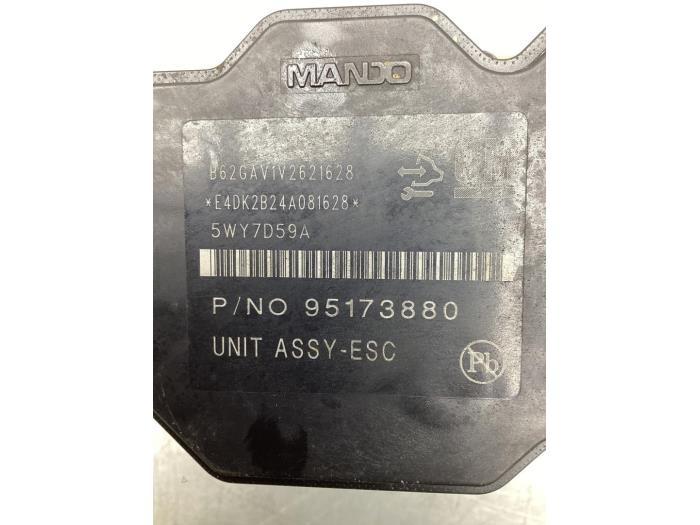 MANDO
B62GAV1V2621628
*E4DK2B24A081628*
5WY7D59A
P/NO 95173880
UNIT ASSY-ESC
Pb